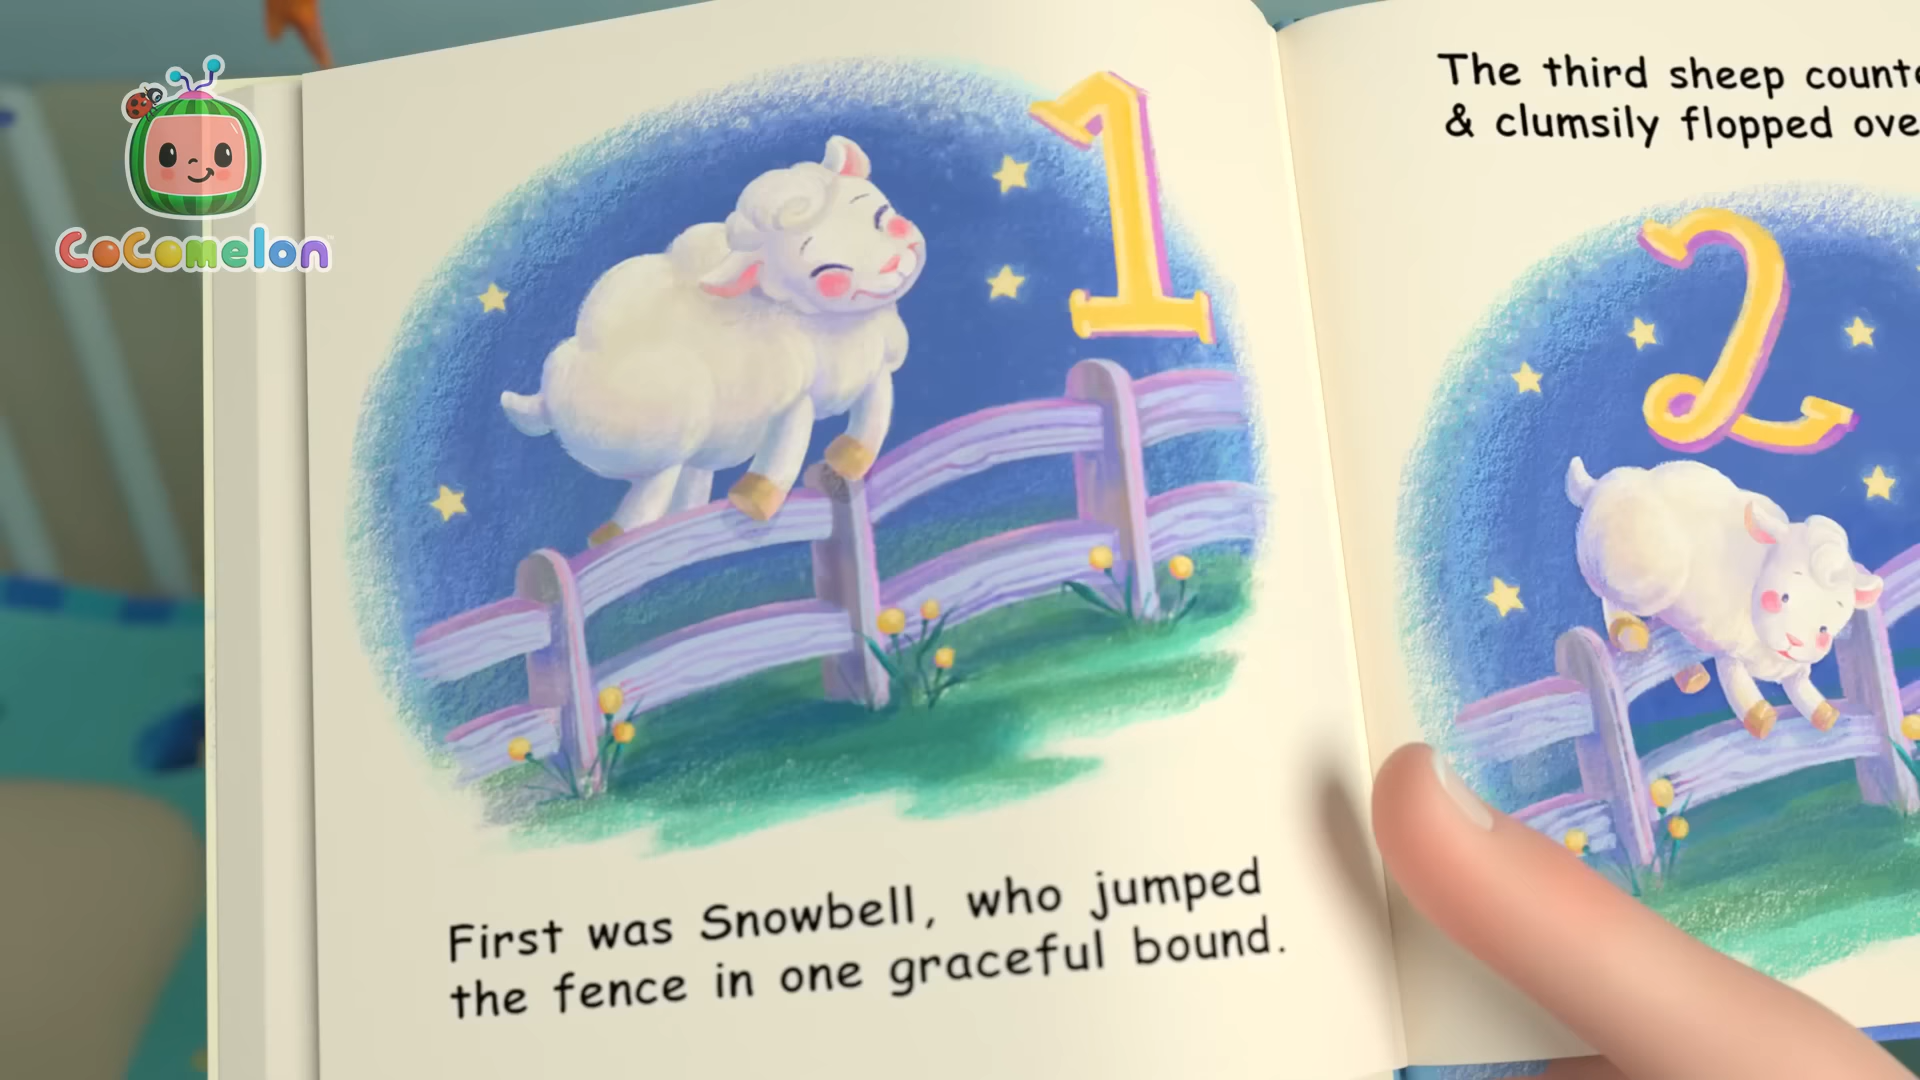 CoComelon
1
First was Snowbell, who jumped
the fence in one graceful bound.
The third sheep
& clumsily flopped
2